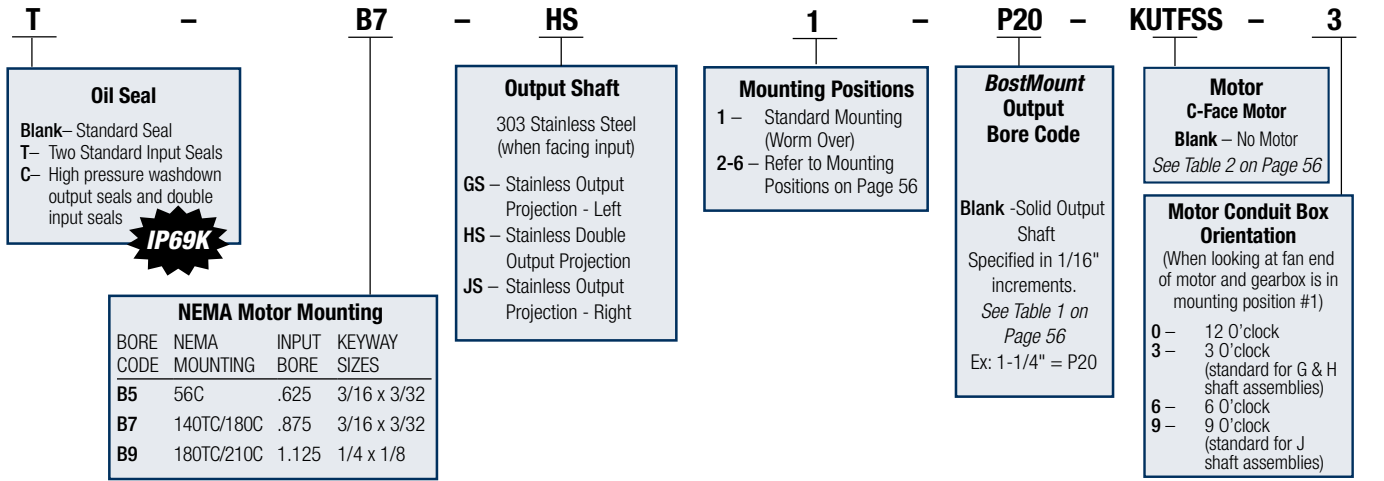 T – B7 – HS 1 – P20 – KUTFSS – 3
Oil Seal
Blank– Standard Seal
T– Two Standard Input Seals
C– High pressure washdown
output seals and double
input seals
IP69K
NEMA Motor Mounting
BORE NEMA INPUT KEYWAY
CODE MOUNTING BORE SIZES
B5 56C .625 3/16 x 3/32
B7 140TC/180C .875 3/16 x 3/32
B9 180TC/210C 1.125 1/4 x 1/8
Output Shaft
303 Stainless Steel
(when facing input)
GS – Stainless Output
Projection - Left
HS – Stainless Double
Output Projection
JS – Stainless Output
Projection - Right
Mounting Positions
1 – Standard Mounting
(Worm Over)
2-6 – Refer to Mounting
Positions on Page 56
BostMount
Output
Bore Code
Blank -Solid Output
Shaft
Specified in 1/16"
increments.
See Table 1 on
Page 56
Ex: 1-1/4" = P20
Motor
C-Face Motor
Blank – No Motor
See Table 2 on Page 56
Motor Conduit Box
Orientation
(When looking at fan end
of motor and gearbox is in
mounting position #1)
0 – 12 O'clock
3 – 3 O'clock
(standard for G & H
shaft assemblies)
6 – 6 O'clock
9 – 9 O'clock
(standard for J
shaft assemblies)